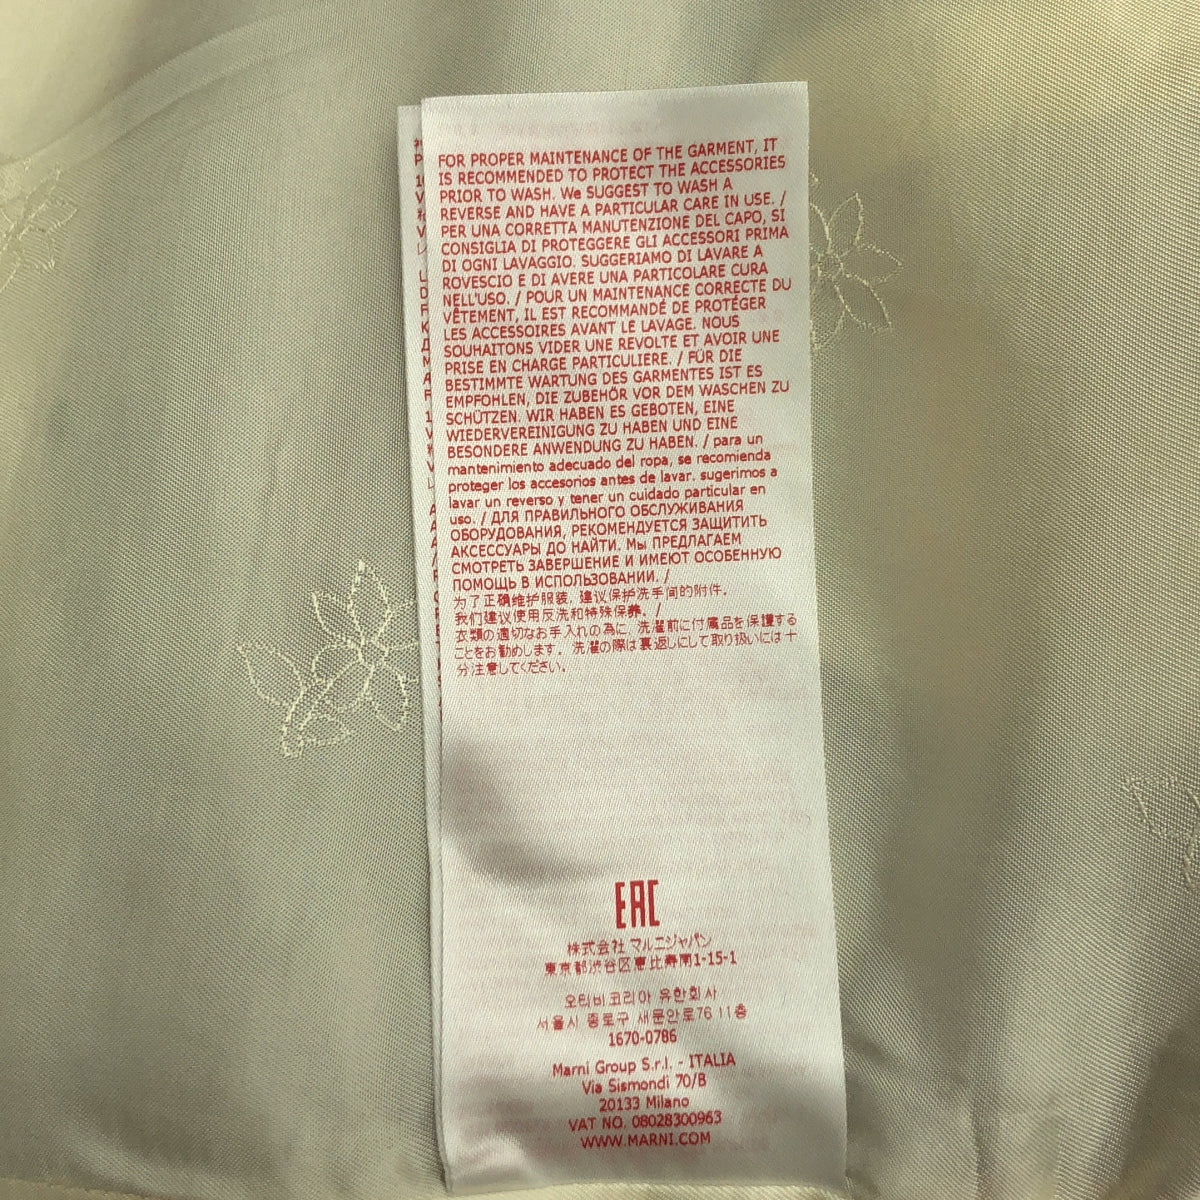 FOR PROPER MAINTENANCE OF THE GARMENT, IT
IS RECOMMENDED TO PROTECT THE ACCESSORIES
PRIOR TO WASH. We SUGGEST TO WASH A
REVERSE AND HAVE A PARTICULAR CARE IN USE. /
PER UNA CORRETTA MANUTENZIONE DEL CAPO, SI
CONSIGLIA DI PROTEGGERE GLI ACCESSORI PRIMA
DI OGNI LAVAGGIO. SUGGERIAMO DI LAVARE A
ROVESCIO E DI AVERE UNA PARTICOLARE CURA
NELL'USO. / POUR UN MAINTENANCE CORRECTE DU
VÊTEMENT, IL EST RECOMMANDÉ DE PROTÉGER
LES ACCESSOIRES AVANT LE LAVAGE. NOUS
SOUHAITONS VIDER UNE REVOLTE ET AVOIR UNE
PRISE EN CHARGE PARTICULIERE. / FÜR DIE
BESTIMMTE WARTUNG DES GARMENTES IST ES
EMPFOHLEN, DIE ZUBEHÖR VOR DEM WASCHEN ZU
SCHÜTZEN. WIR HABEN ES GEBOTEN, EINE
WIEDERVEREINIGUNG ZU HABEN UND EINE
BESONDERE ANWENDUNG ZU HABEN. / para un
mantenimiento adecuado del ropa, se recomienda
proteger los accesorios antes de lavar. sugerimos a
lavar un reverso y tener un cuidado particular en
uso. / ДЛЯ ПРАВИЛЬНОГО ОБСЛУЖИВАНИЯ
ОБОРУДОВАНИЯ, РЕКОМЕНДУЕТСЯ ЗАЩИТИТЬ
АКСЕССУАРЫ ДО НАЙТИ. Мы ПРЕДЛАГАЕМ
СМОТРЕТЬ ЗАВЕРШЕНИЕ И ИМЕЮТ ОСОБЕННУЮ
ПОМОЩЬ В ИСПОЛЬЗОВАНИИ. /
为了正确维护服装, 建议保护洗手间的附件.
我们建议使用反洗和特殊保养. /
衣類の適切なお手入れの為に、洗濯前に付属品を保護する
ことをお勧めします。洗濯の際は裏返しにして取り扱いには十
分注意してください。
EAC
株式会社 マルニジャパン
東京都渋谷区恵比寿南1-15-1
오티비코리아 유한회사
서울시 종로구 새문안로76 11층
1670-0786
Marni Group S.r.l. - ITALIA
Via Sismondi 70/B
20133 Milano
VAT NO. 08028300963
WWW.MARNI.COM